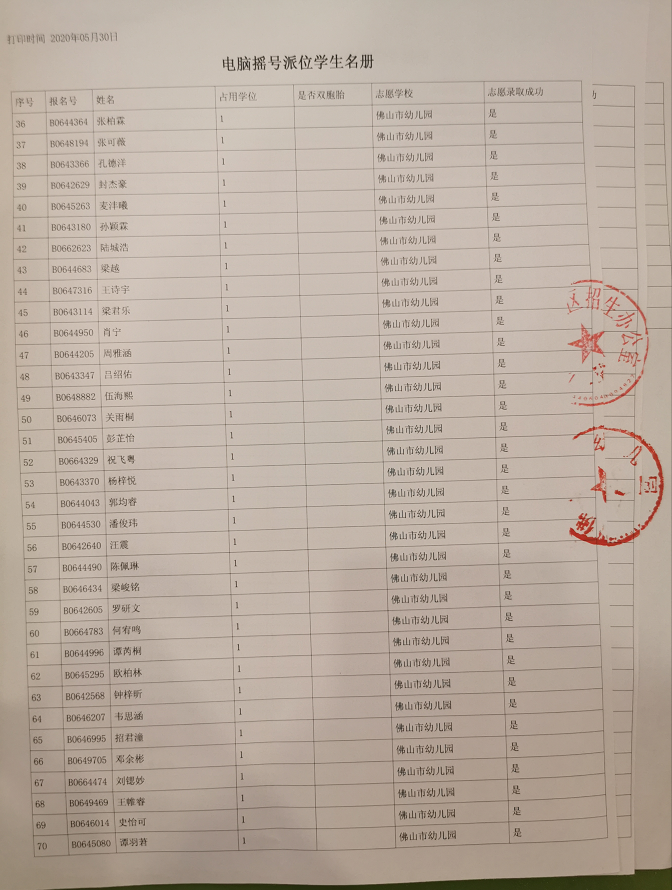 打印时间 2020年05月30日
电脑摇号派位学生名册
序号 报名号 姓名 占用学位 是否双胞胎 志愿学校 志愿录取成功
36 B0644364 张柏霖 1 佛山市幼儿园 是
37 B0648194 张可薇 1 佛山市幼儿园 是
38 B0643366 孔德洋 1 佛山市幼儿园 是
39 B0642629 封杰豪 1 佛山市幼儿园 是
40 B0645263 麦沣曦 1 佛山市幼儿园 是
41 B0643180 孙颖霖 1 佛山市幼儿园 是
42 B0662623 陆城浩 1 佛山市幼儿园 是
43 B0644683 梁越 1 佛山市幼儿园 是
44 B0647316 王诗宇 1 佛山市幼儿园 是
45 B0643114 梁君乐 1 佛山市幼儿园 是
46 B0644950 肖宁 1 佛山市幼儿园 是
47 B0644205 周雅涵 1 佛山市幼儿园 是
48 B0643347 吕绍佑 1 佛山市幼儿园 是
49 B0648882 伍海熙 1 佛山市幼儿园 是
50 B0646073 关雨桐 1 佛山市幼儿园 是
51 B0645405 彭芷怡 1 佛山市幼儿园 是
52 B0664329 祝飞粤 1 佛山市幼儿园 是
53 B0643370 杨梓悦 1 佛山市幼儿园 是
54 B0644043 郭均睿 1 佛山市幼儿园 是
55 B0644530 潘俊玮 1 佛山市幼儿园 是
56 B0642640 汪震 1 佛山市幼儿园 是
57 B0644490 陈佩琳 1 佛山市幼儿园 是
58 B0646434 梁峻铭 1 佛山市幼儿园 是
59 B0642605 罗研文 1 佛山市幼儿园 是
60 B0664783 何宥鸣 1 佛山市幼儿园 是
61 B0644996 谭芮桐 1 佛山市幼儿园 是
62 B0645295 欧柏林 1 佛山市幼儿园 是
63 B0642568 钟梓昕 1 佛山市幼儿园 是
64 B0646207 韦思涵 1 佛山市幼儿园 是
65 B0646995 招君潼 1 佛山市幼儿园 是
66 B0649705 邓余彬 1 佛山市幼儿园 是
67 B0664474 刘锶妙 1 佛山市幼儿园 是
68 B0649469 王帷睿 1 佛山市幼儿园 是
69 B0646014 史怡可 1 佛山市幼儿园 是
70 B0645080 谭羽著 1 佛山市幼儿园 是
区招生办公室